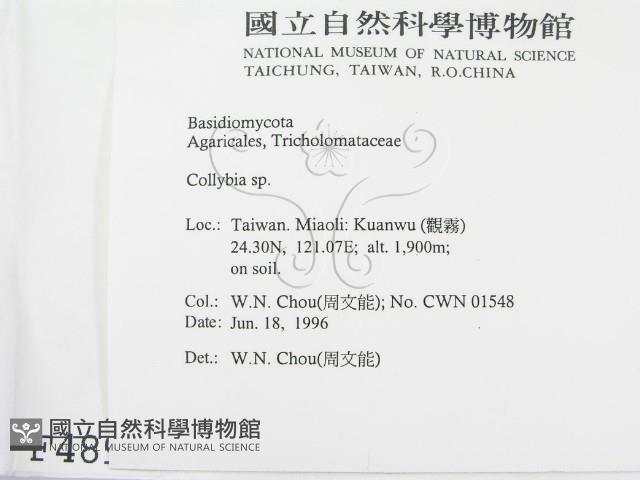 國立自然科學博物館
NATIONAL MUSEUM OF NATURAL SCIENCE
TAICHUNG, TAIWAN, R.O.CHINA
Basidiomycota
Agaricales, Tricholomataceae
Collybia sp.
Loc.: Taiwan. Miaoli: Kuanwu (觀霧)
24.30N, 121.07E; alt. 1,900m;
on soil.
Col.: W.N. Chou(周文能); No. CWN 01548
Date: Jun. 18, 1996
Det.: W.N. Chou(周文能)
國立自然科學博物館
NATIONAL MUSEUM OF NATURAL SCIENCE